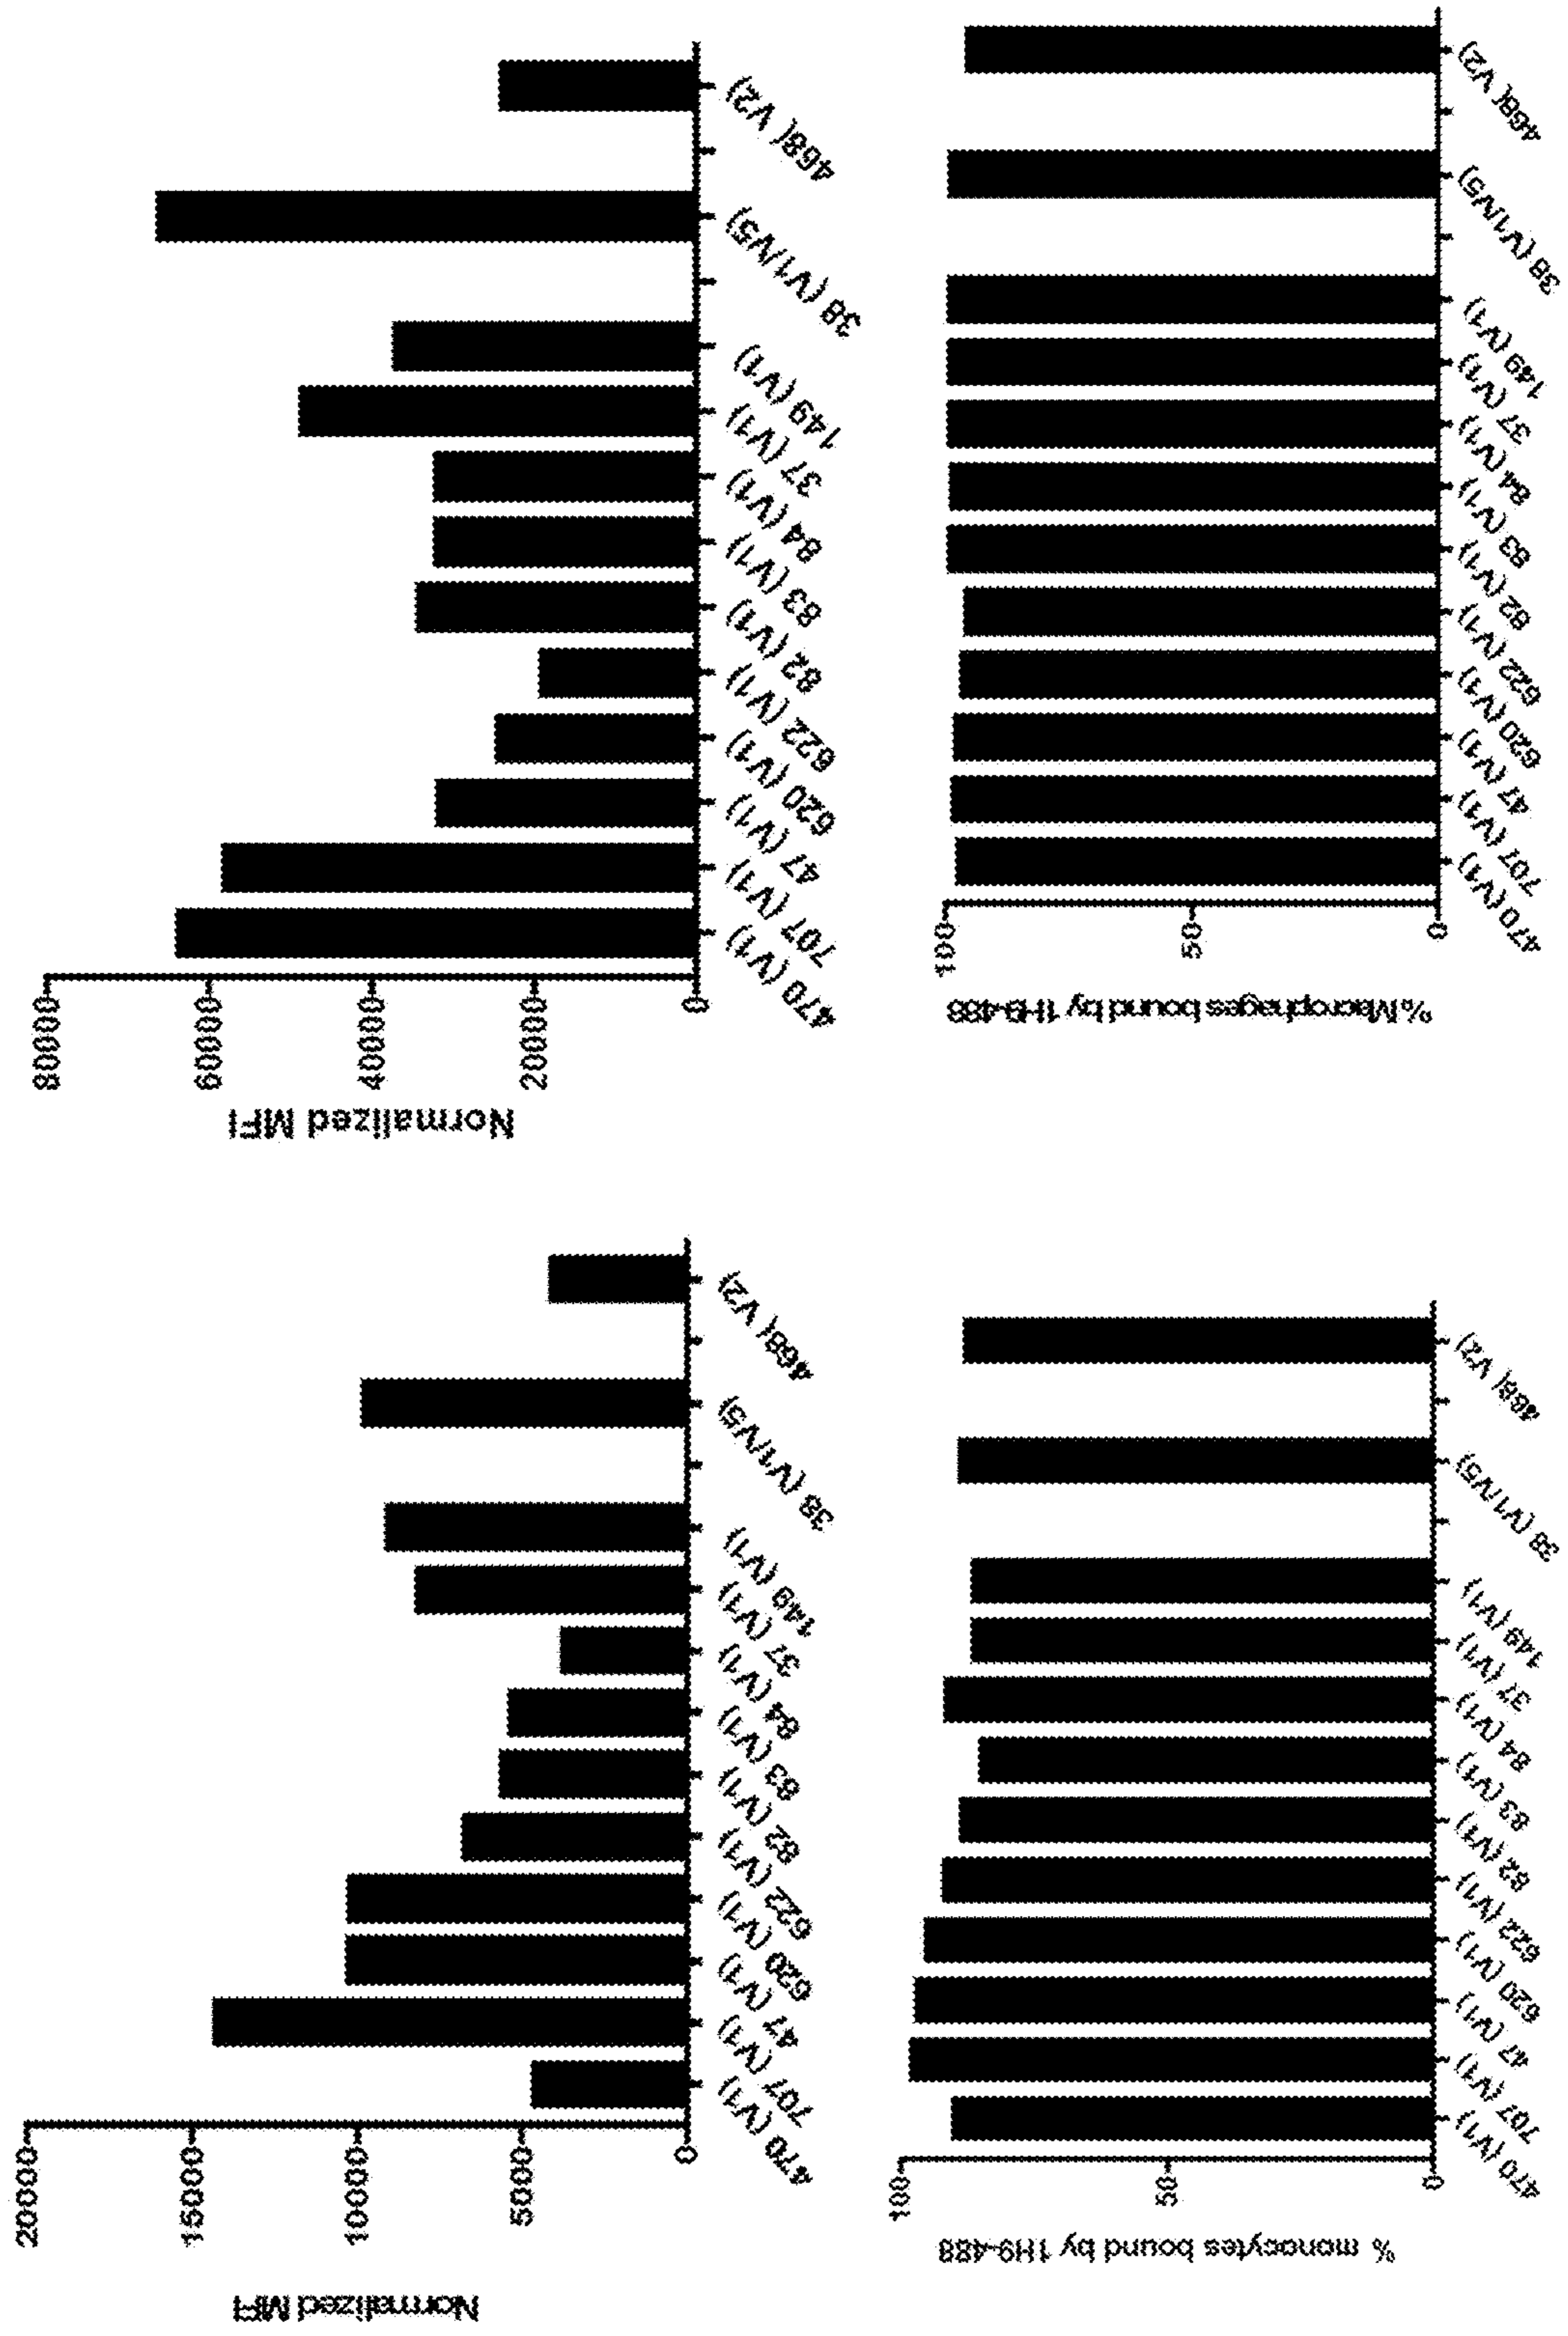 Normalized MFI
20000
15000
10000
5000
0
470 (V1)
707 (V1)
47 (V1)
620 (V1)
622 (V1)
82 (V1)
83 (V1)
84 (V1)
37 (V1)
149 (V1)
38 (V1/V5)
468( V2)
% monocytes bound by 1H9-488
100
50
0
470 (V1)
707 (V1)
47 (V1)
620 (V1)
622 (V1)
82 (V1)
83 (V1)
84 (V1)
37 (V1)
149 (V1)
38 (V1/V5)
468( V2)
Normalized MFI
80000
60000
40000
20000
0
470 (V1)
707 (V1)
47 (V1)
620 (V1)
622 (V1)
82 (V1)
83 (V1)
84 (V1)
37 (V1)
149 (V1)
38 (V1/V5)
468( V2)
%Macrophages bound by 1H9-488
100
50
0
470 (V1)
707 (V1)
47 (V1)
620 (V1)
622 (V1)
82 (V1)
83 (V1)
84 (V1)
37 (V1)
149 (V1)
38 (V1/V5)
468( V2)